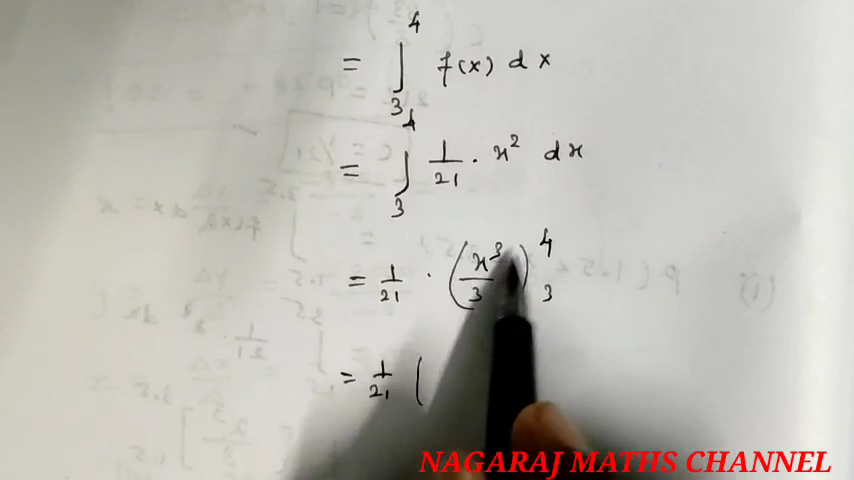 = ∫₃⁴ f(x) dx
= ∫₃⁴ 1/21 · x² dx
= 1/21 · (x³/3)₃⁴
= 1/21 (
NAGARAJ MATHS CHANNEL